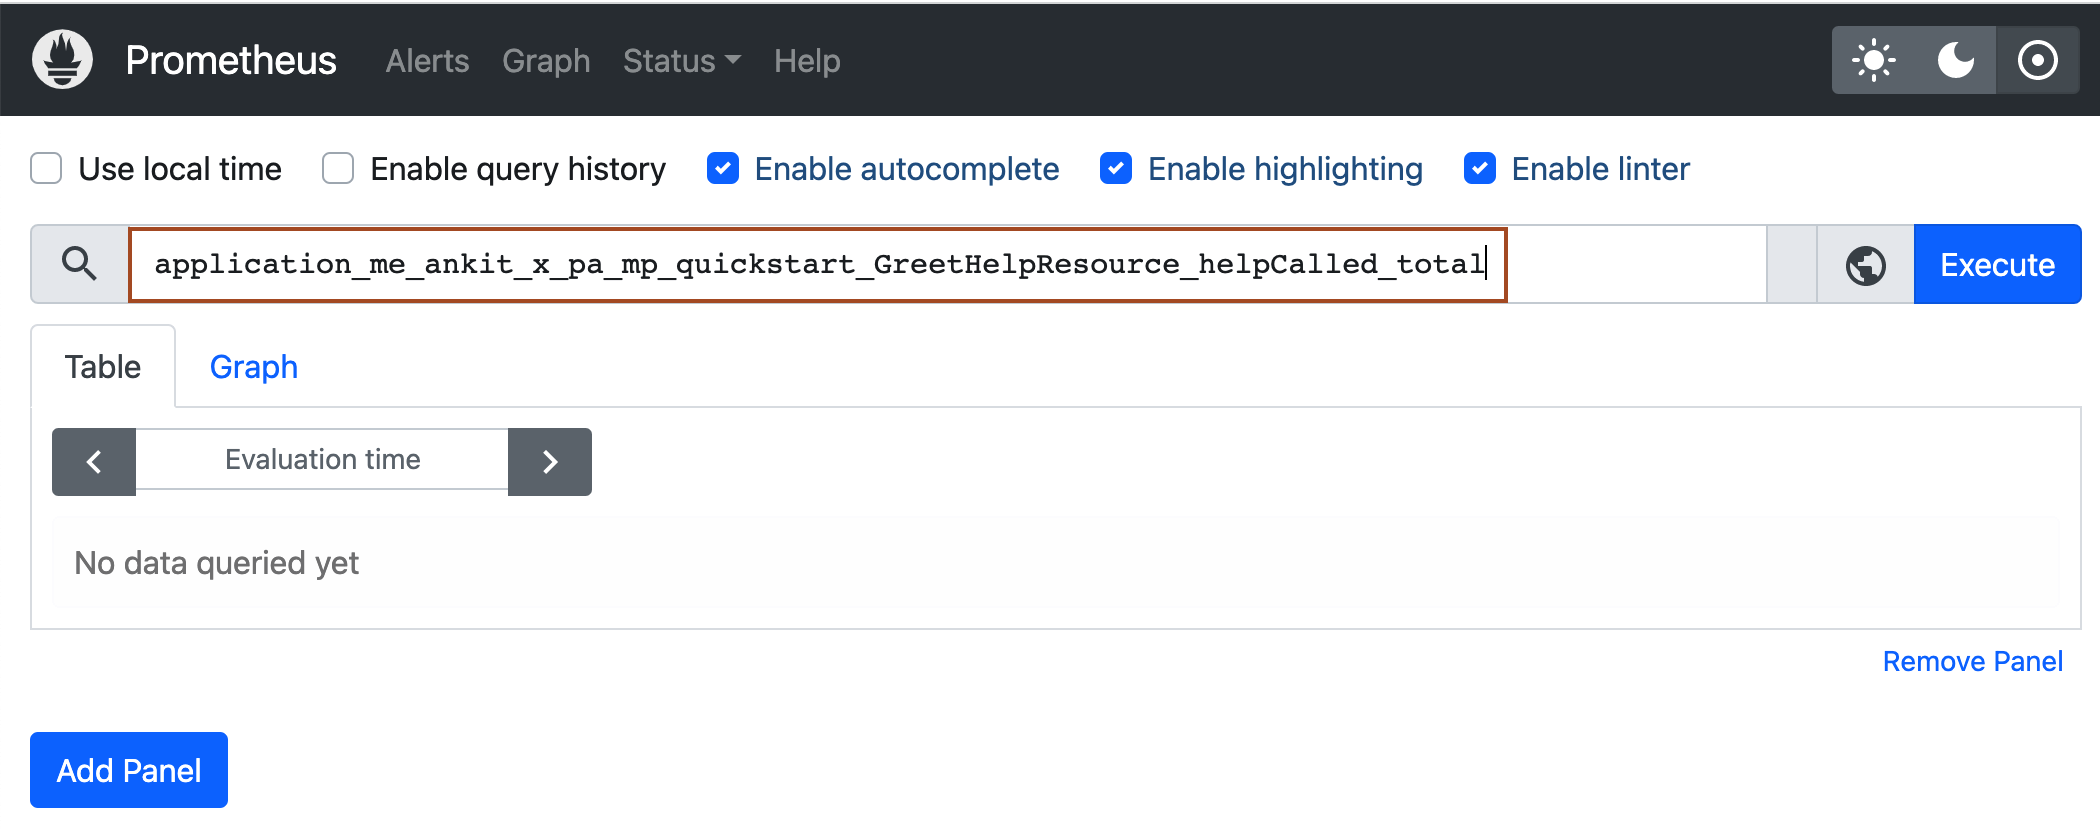 Prometheus Alerts Graph Status Help
Use local time Enable query history Enable autocomplete Enable highlighting Enable linter
application_me_ankit_x_pa_mp_quickstart_GreetHelpResource_helpCalled_total Execute
Table Graph
Evaluation time
No data queried yet
Remove Panel
Add Panel